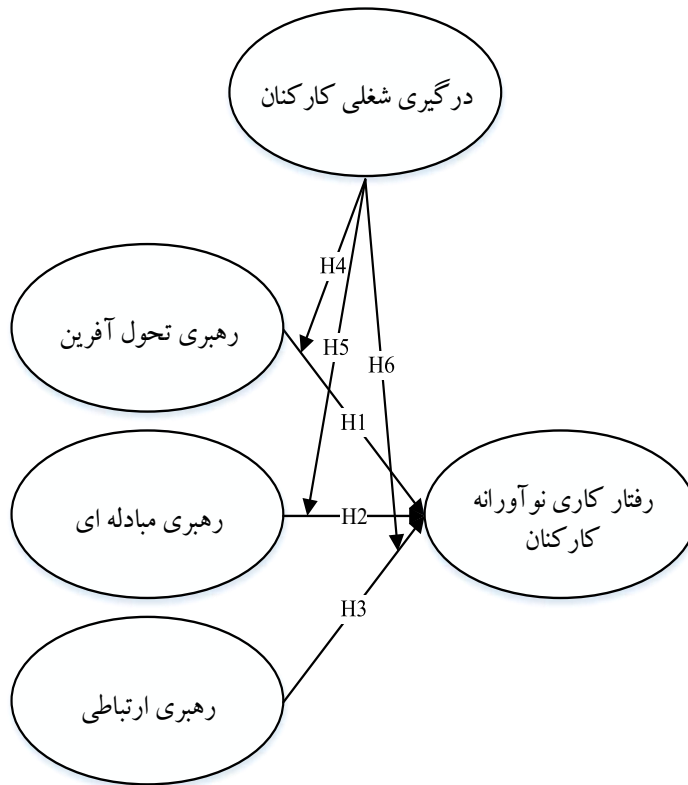 درگیری شغلی کارکنان
H4
رهبری تحول آفرین
H5
H6
H1
رهبری مبادله ای
H2
رفتار کاری نوآورانه
کارکنان
H3
رهبری ارتباطی